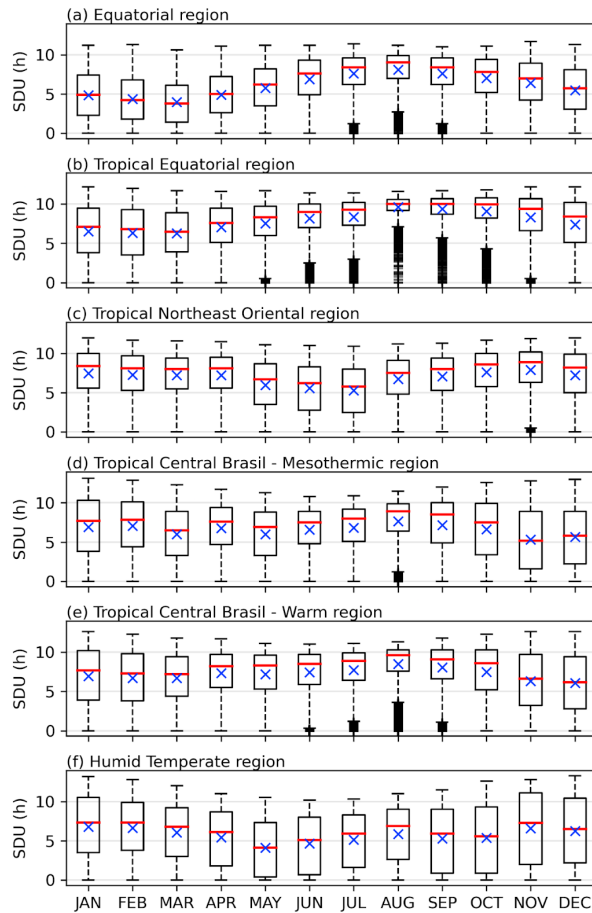 (a) Equatorial region
SDU (h)
10
5
0
(b) Tropical Equatorial region
SDU (h)
10
5
0
(c) Tropical Northeast Oriental region
SDU (h)
10
5
0
(d) Tropical Central Brasil - Mesothermic region
SDU (h)
10
5
0
(e) Tropical Central Brasil - Warm region
SDU (h)
10
5
0
(f) Humid Temperate region
SDU (h)
10
5
0
JAN FEB MAR APR MAY JUN JUL AUG SEP OCT NOV DEC